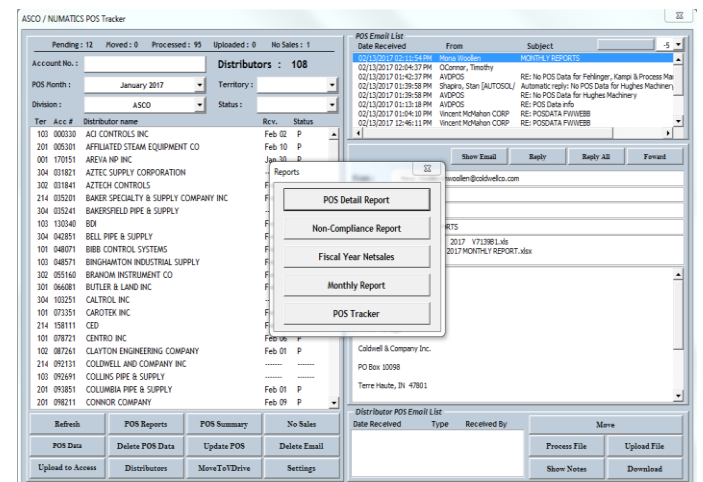 ASCO / NUMATICS POS Tracker
Pending : 12 Moved : 0 Processed : 95 Uploaded : 0 No Sales : 1
Account No. :
Distributors : 108
POS Month : January 2017 Territory :
Division : ASCO Status :
Ter Acc # Distributor name Rcv. Status
103 000330 ACI CONTROLS INC Feb 02 P
201 005301 AFFILIATED STEAM EQUIPMENT CO Feb 10 P
001 170151 AREVA NP INC Jan 30 P
304 031821 AZTEC SUPPLY CORPORATION
302 031841 AZTECH CONTROLS
214 035201 BAKER SPECIALTY & SUPPLY COMPANY INC
304 035241 BAKERSFIELD PIPE & SUPPLY
103 130340 BDI
304 042851 BELL PIPE & SUPPLY
101 048071 BIBB CONTROL SYSTEMS
103 048571 BINGHAMTON INDUSTRIAL SUPPLY
302 055160 BRANOM INSTRUMENT CO
301 066081 BUTLER & LAND INC
304 103251 CALTROL INC
101 073351 CAROTEK INC
214 158111 CED
101 078721 CENTRO INC Feb 06 P
102 087261 CLAYTON ENGINEERING COMPANY Feb 01 P
214 092131 COLDWELL AND COMPANY INC ------- -------
103 092691 COLLINS PIPE & SUPPLY ------- -------
201 093851 COLUMBIA PIPE & SUPPLY Feb 01 P
201 098211 CONNOR COMPANY Feb 09 P
Refresh POS Reports POS Summary No Sales
POS Data Delete POS Data Update POS Delete Email
Upload to Access Distributors MoveToVDrive Settings
Reports
POS Detail Report
Non-Compliance Report
Fiscal Year Netsales
Monthly Report
POS Tracker
POS Email List
Date Received From Subject -5
02/13/2017 02:11:54 PM Mona Woollen MONTHLY REPORTS
02/13/2017 02:04:37 PM OConnor, Timothy
02/13/2017 01:42:37 PM AVDPOS RE: No POS Data for Fehlinger, Kampi & Process Mai
02/13/2017 01:39:58 PM Shapiro, Stan [AUTOSOL/ Automatic reply: No POS Data for Hughes Machinery
02/13/2017 01:39:58 PM AVDPOS RE: No POS Data for Hughes Machinery
02/13/2017 01:13:18 PM AVDPOS RE: POS Data info
02/13/2017 01:04:10 PM Vincent McMahon CORP RE: POSDATA FWWEBB
02/13/2017 12:46:11 PM Vincent McMahon CORP RE: POSDATA FWWEBB
Show Email Reply Reply All Foward
woollen@coldwellco.com
RTS
2017 V713981.xls
2017 MONTHLY REPORT.xlsx
Coldwell & Company Inc.
PO Box 10098
Terre Haute, IN 47801
Distributor POS Email List
Date Received Type Received By Move
Process File Upload File
Show Notes Download